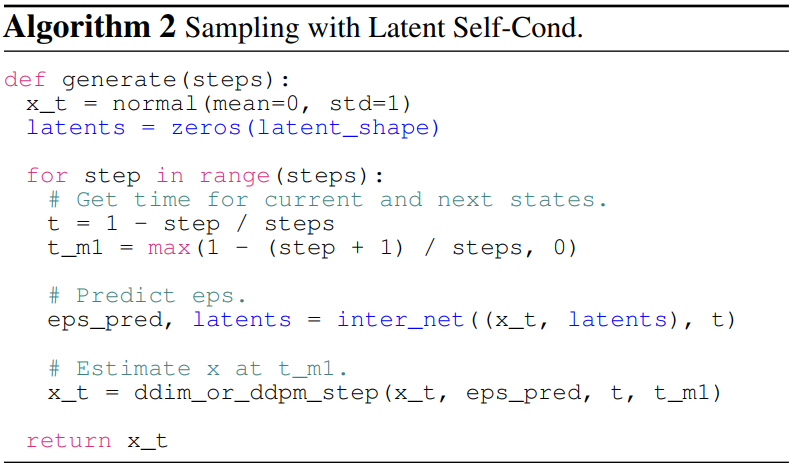 Algorithm 2 Sampling with Latent Self-Cond.
def generate(steps):
  x_t = normal(mean=0, std=1)
  latents = zeros(latent_shape)
  for step in range(steps):
    # Get time for current and next states.
    t = 1 - step / steps
    t_m1 = max(1 - (step + 1) / steps, 0)
    # Predict eps.
    eps_pred, latents = inter_net((x_t, latents), t)
    # Estimate x at t_m1.
    x_t = ddim_or_ddpm_step(x_t, eps_pred, t, t_m1)
  return x_t